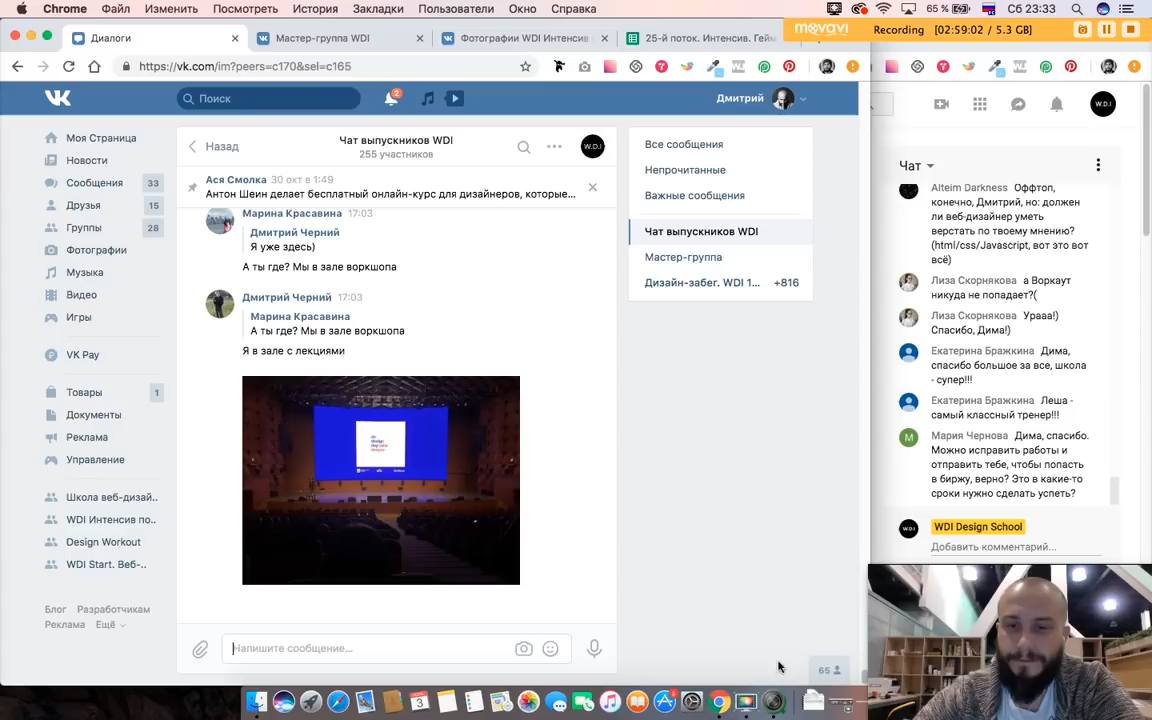 Chrome Файл Изменить Посмотреть История Закладки Пользователи Окно Справка
65 % Сб 23:33
movavi Recording [02:59:02 / 5.3 GB]
Диалоги
Мастер-группа WDI
Фотографии WDI Интенсив
25-й поток. Интенсив. Гейм
https://vk.com/im?peers=c170&sel=c165
Поиск
2
Дмитрий
W.D.I
Моя Страница
Новости
Сообщения 33
Друзья 15
Группы 28
Фотографии
Музыка
Видео
Игры
VK Pay
Товары 1
Документы
Реклама
Управление
Школа веб-дизай..
WDI Интенсив по..
Design Workout
WDI Start. Веб-..
Блог Разработчикам
Реклама Ещё
Назад
Чат выпускников WDI
255 участников
W.D.I
Ася Смолка 30 окт в 1:49
Антон Шеин делает бесплатный онлайн-курс для дизайнеров, которые...
Марина Красавина 17:03
Дмитрий Черний
Я уже здесь)
А ты где? Мы в зале воркшопа
Дмитрий Черний 17:03
Марина Красавина
А ты где? Мы в зале воркшопа
Я в зале с лекциями
Напишите сообщение...
Все сообщения
Непрочитанные
Важные сообщения
Чат выпускников WDI
Мастер-группа
Дизайн-забег. WDI 1... +816
65
Чат
Alteim Darkness Оффтоп,
конечно, Дмитрий, но: должен
ли веб-дизайнер уметь
верстать по твоему мнению?
(html/css/Javascript, вот это вот
всё)
Лиза Скорнякова а Воркаут
никуда не попадает?(
Лиза Скорнякова Урааа!)
Спасибо, Дима!)
Екатерина Бражкина Дима,
спасибо большое за все, школа
- супер!!!
Екатерина Бражкина Леша -
самый классный тренер!!!
М
Мария Чернова Дима, спасибо.
Можно исправить работы и
отправить тебе, чтобы попасть
в биржу, верно? Это в какие-то
сроки нужно сделать успеть?
W.D.I
WDI Design School
Добавить комментарий...
3